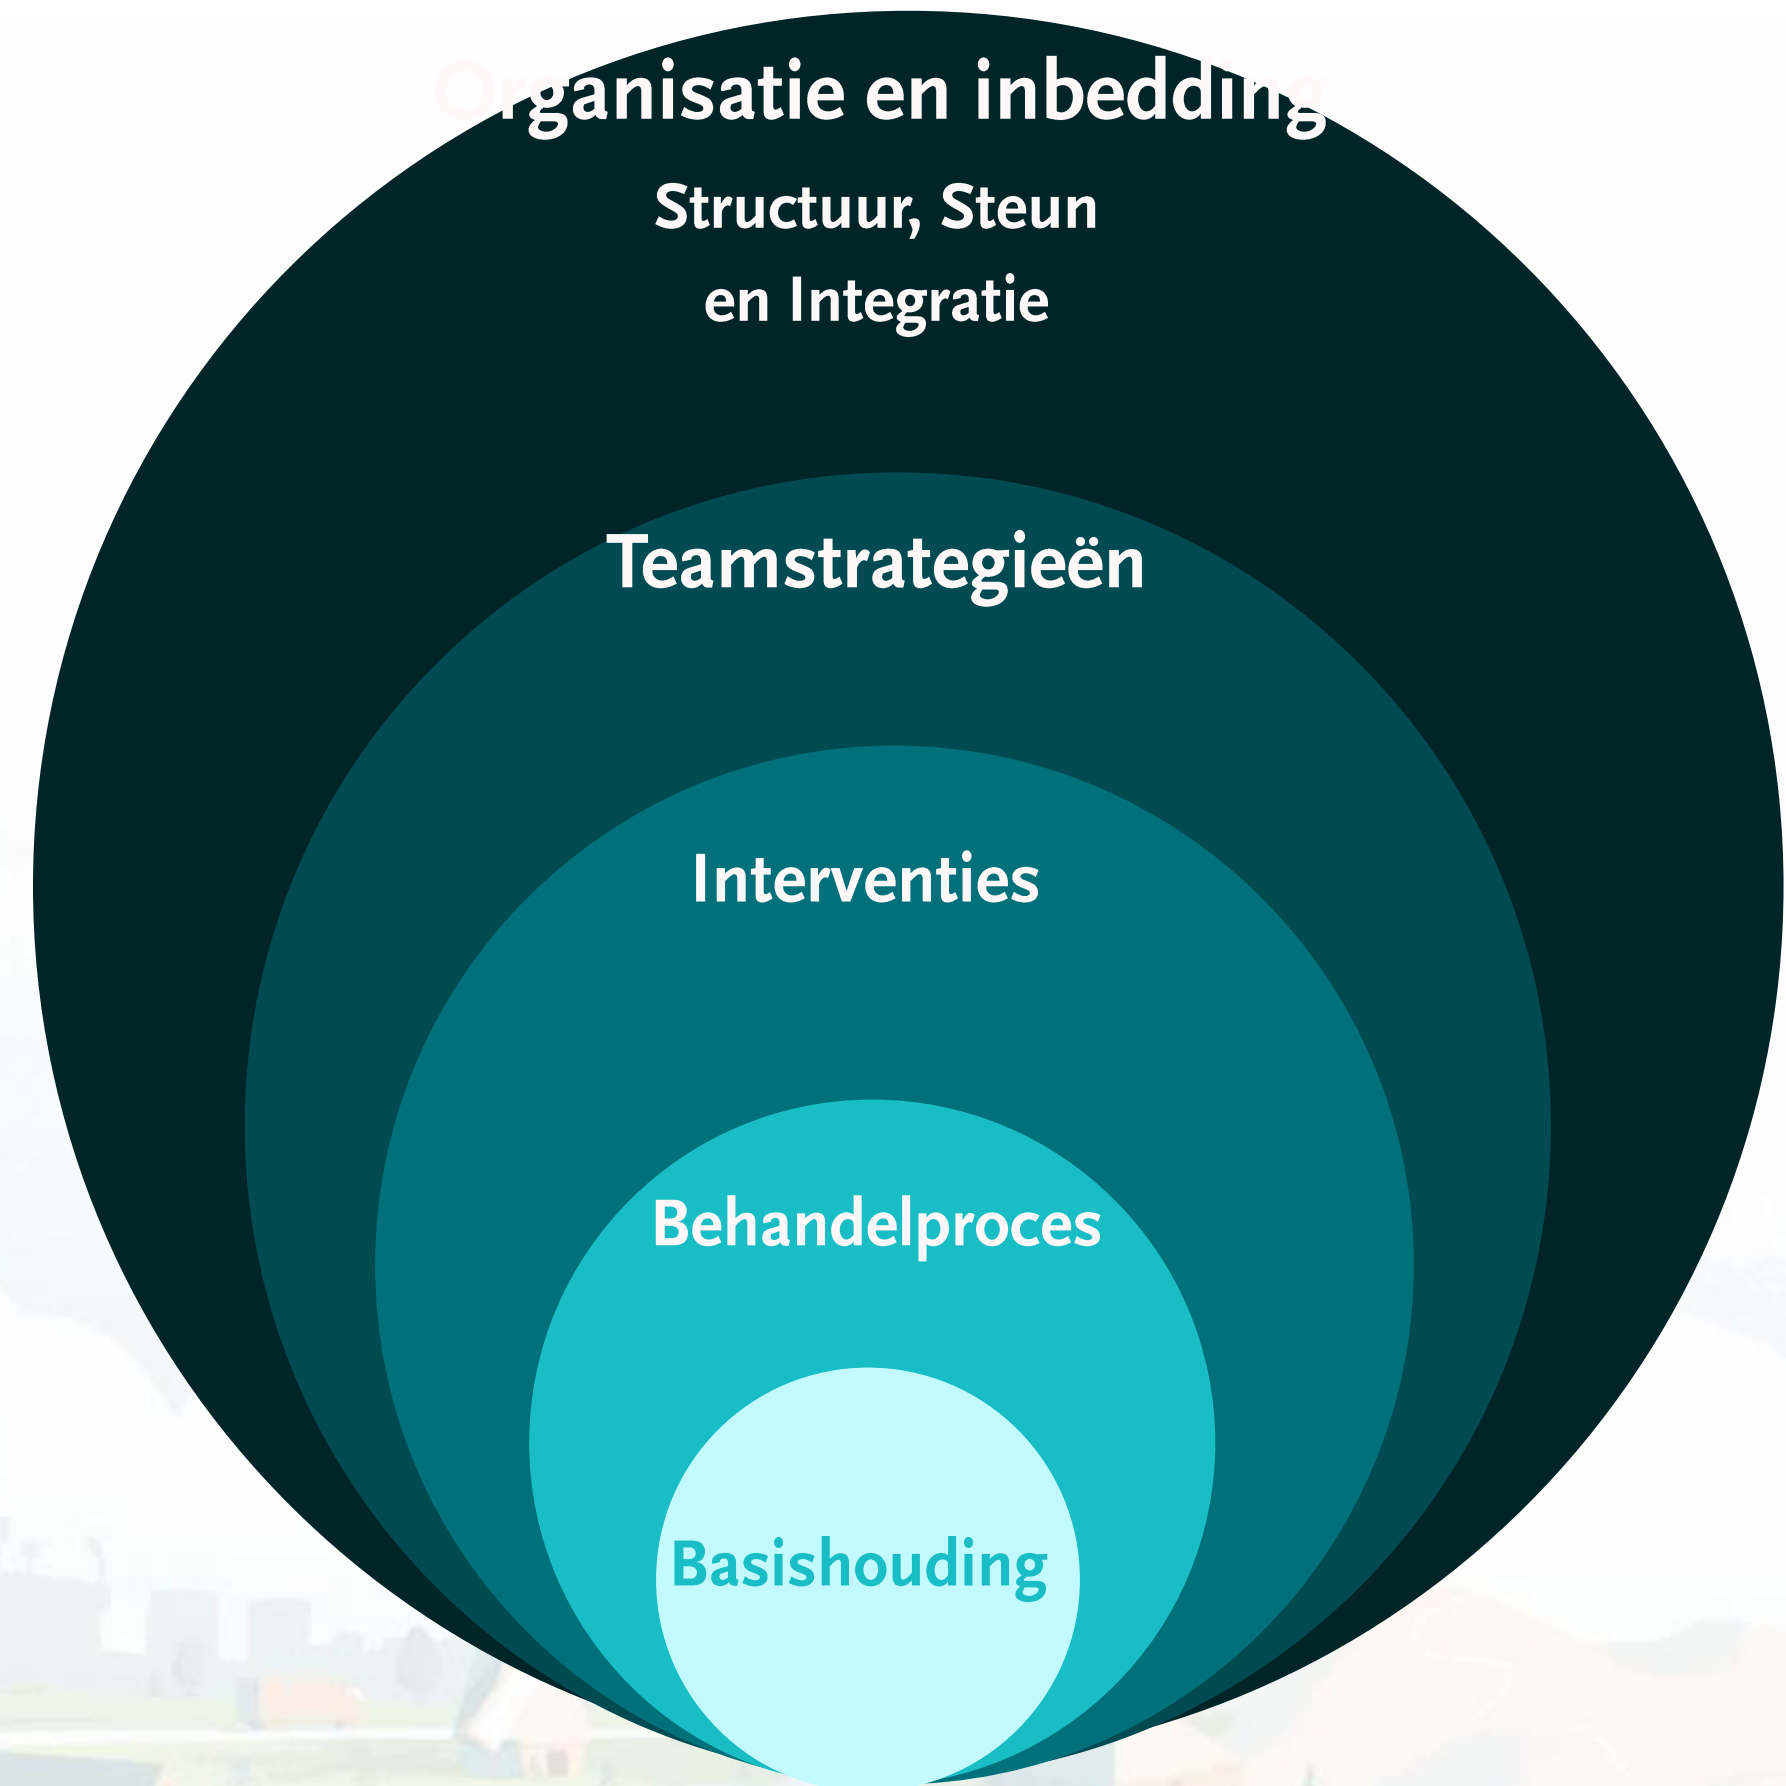 Organisatie en inbedding
Structuur, Steun
en Integratie
Teamstrategieën
Interventies
Behandelproces
Basishouding